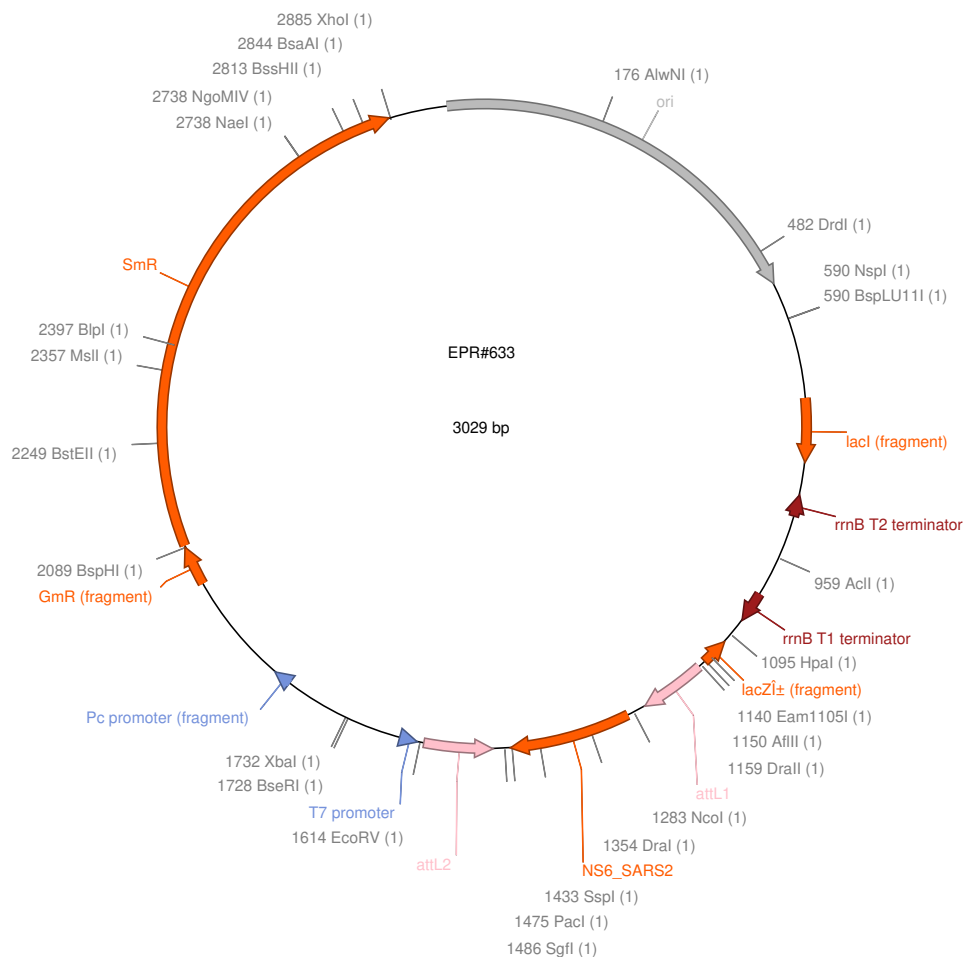 2885 XhoI (1)
2844 BsaAI (1)
2813 BssHII (1)
2738 NgoMIV (1)
2738 NaeI (1)
176 AlwNI (1)
ori
482 DrdI (1)
590 NspI (1)
590 BspLU11I (1)
SmR
2397 BlpI (1)
2357 MslI (1)
EPR#633
3029 bp
2249 BstEII (1)
lacI (fragment)
rrnB T2 terminator
2089 BspHI (1)
GmR (fragment)
959 AclI (1)
rrnB T1 terminator
1095 HpaI (1)
lacZÎ± (fragment)
Pc promoter (fragment)
1140 Eam1105I (1)
1150 AflII (1)
1159 DraII (1)
1732 XbaI (1)
1728 BseRI (1)
T7 promoter
attL1
1283 NcoI (1)
1614 EcoRV (1)
1354 DraI (1)
attL2
NS6_SARS2
1433 SspI (1)
1475 PacI (1)
1486 SgfI (1)